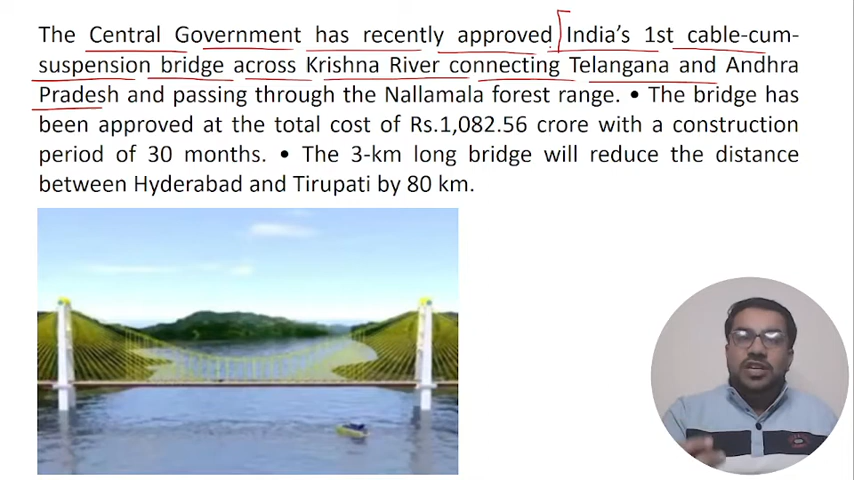 The Central Government has recently approved India's 1st cable-cum-
suspension bridge across Krishna River connecting Telangana and Andhra
Pradesh and passing through the Nallamala forest range. • The bridge has
been approved at the total cost of Rs.1,082.56 crore with a construction
period of 30 months. • The 3-km long bridge will reduce the distance
between Hyderabad and Tirupati by 80 km.